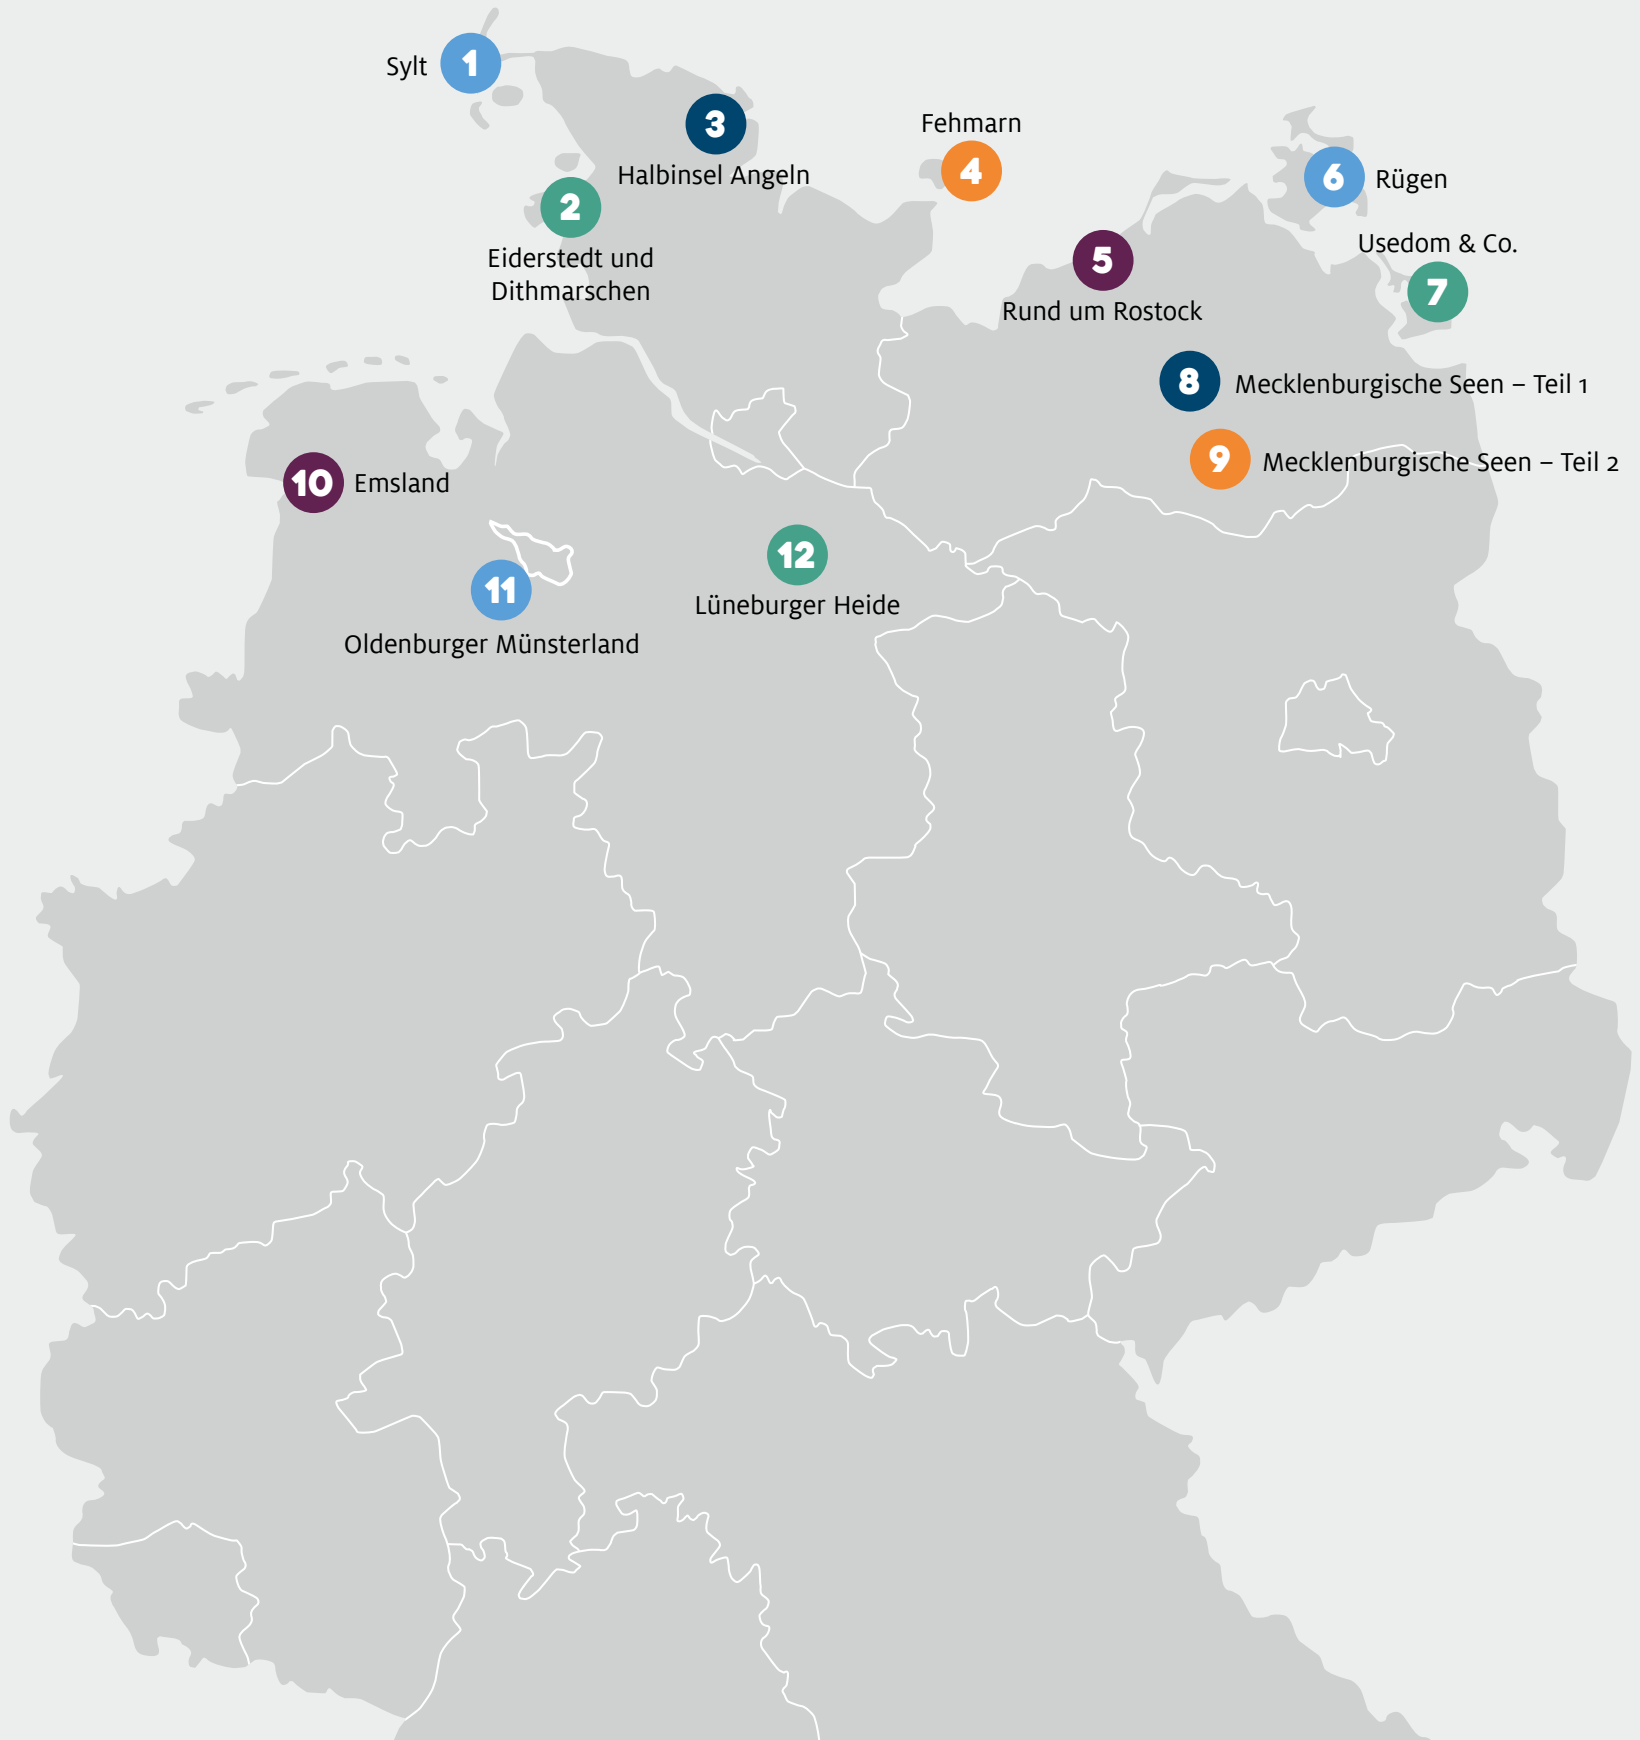 Sylt
1
3
Halbinsel Angeln
Fehmarn
4
2
Eiderstedt und
Dithmarschen
6
Rügen
5
Rund um Rostock
Usedom & Co.
7
8
Mecklenburgische Seen – Teil 1
9
Mecklenburgische Seen – Teil 2
10
Emsland
11
Oldenburger Münsterland
12
Lüneburger Heide